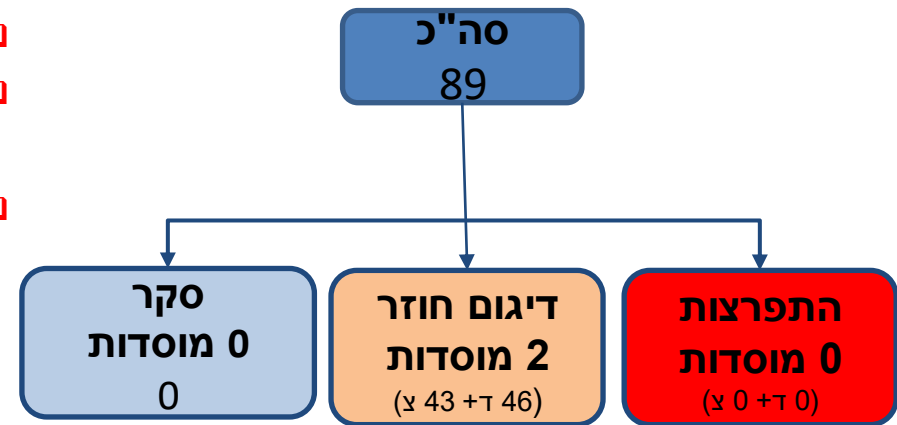 סה"כ
89
התפרצות
0 מוסדות
(0 ד+ 0 צ)
דיגום חוזר
2 מוסדות
(46 ד+ 43 צ)
סקר
0 מוסדות
0